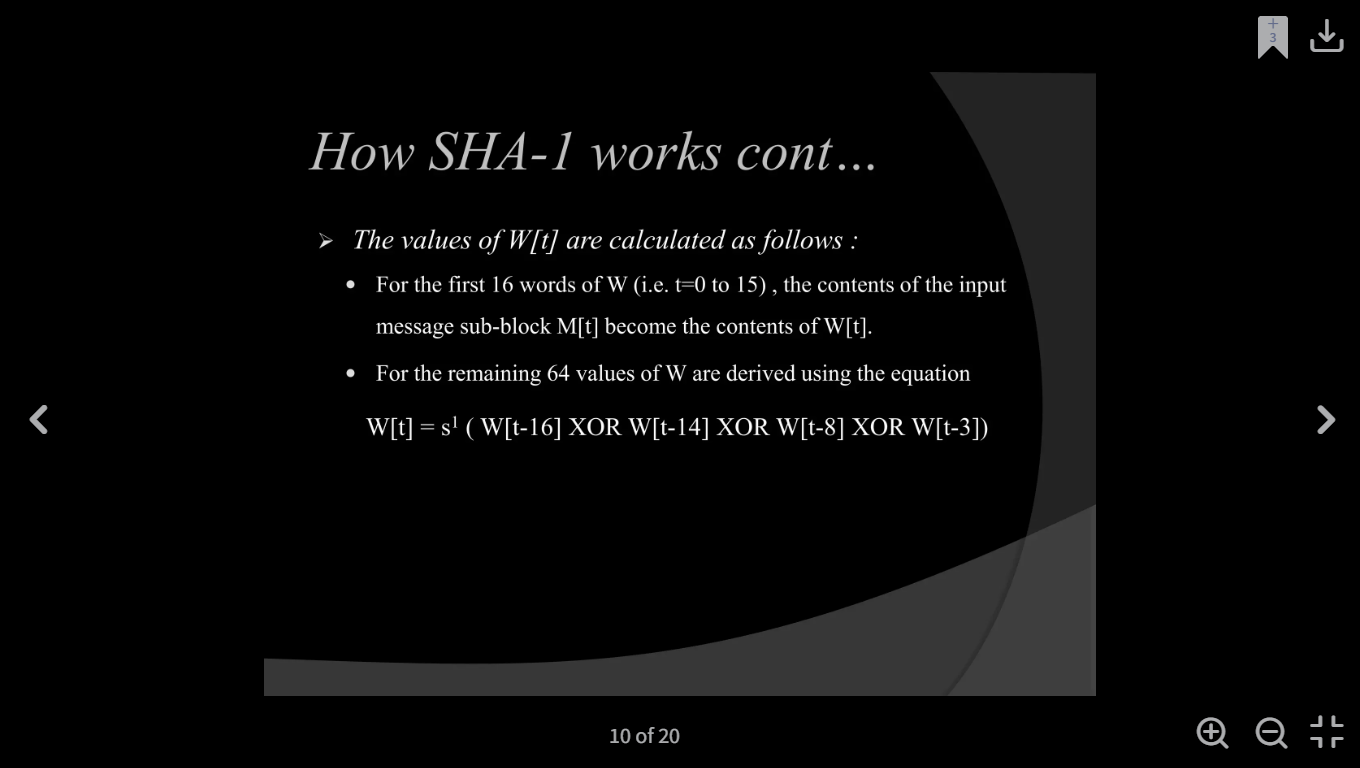 +
3
How SHA-1 works cont…
➢ The values of W[t] are calculated as follows :
• For the first 16 words of W (i.e. t=0 to 15) , the contents of the input
message sub-block M[t] become the contents of W[t].
• For the remaining 64 values of W are derived using the equation
W[t] = s¹ ( W[t-16] XOR W[t-14] XOR W[t-8] XOR W[t-3])
10 of 20